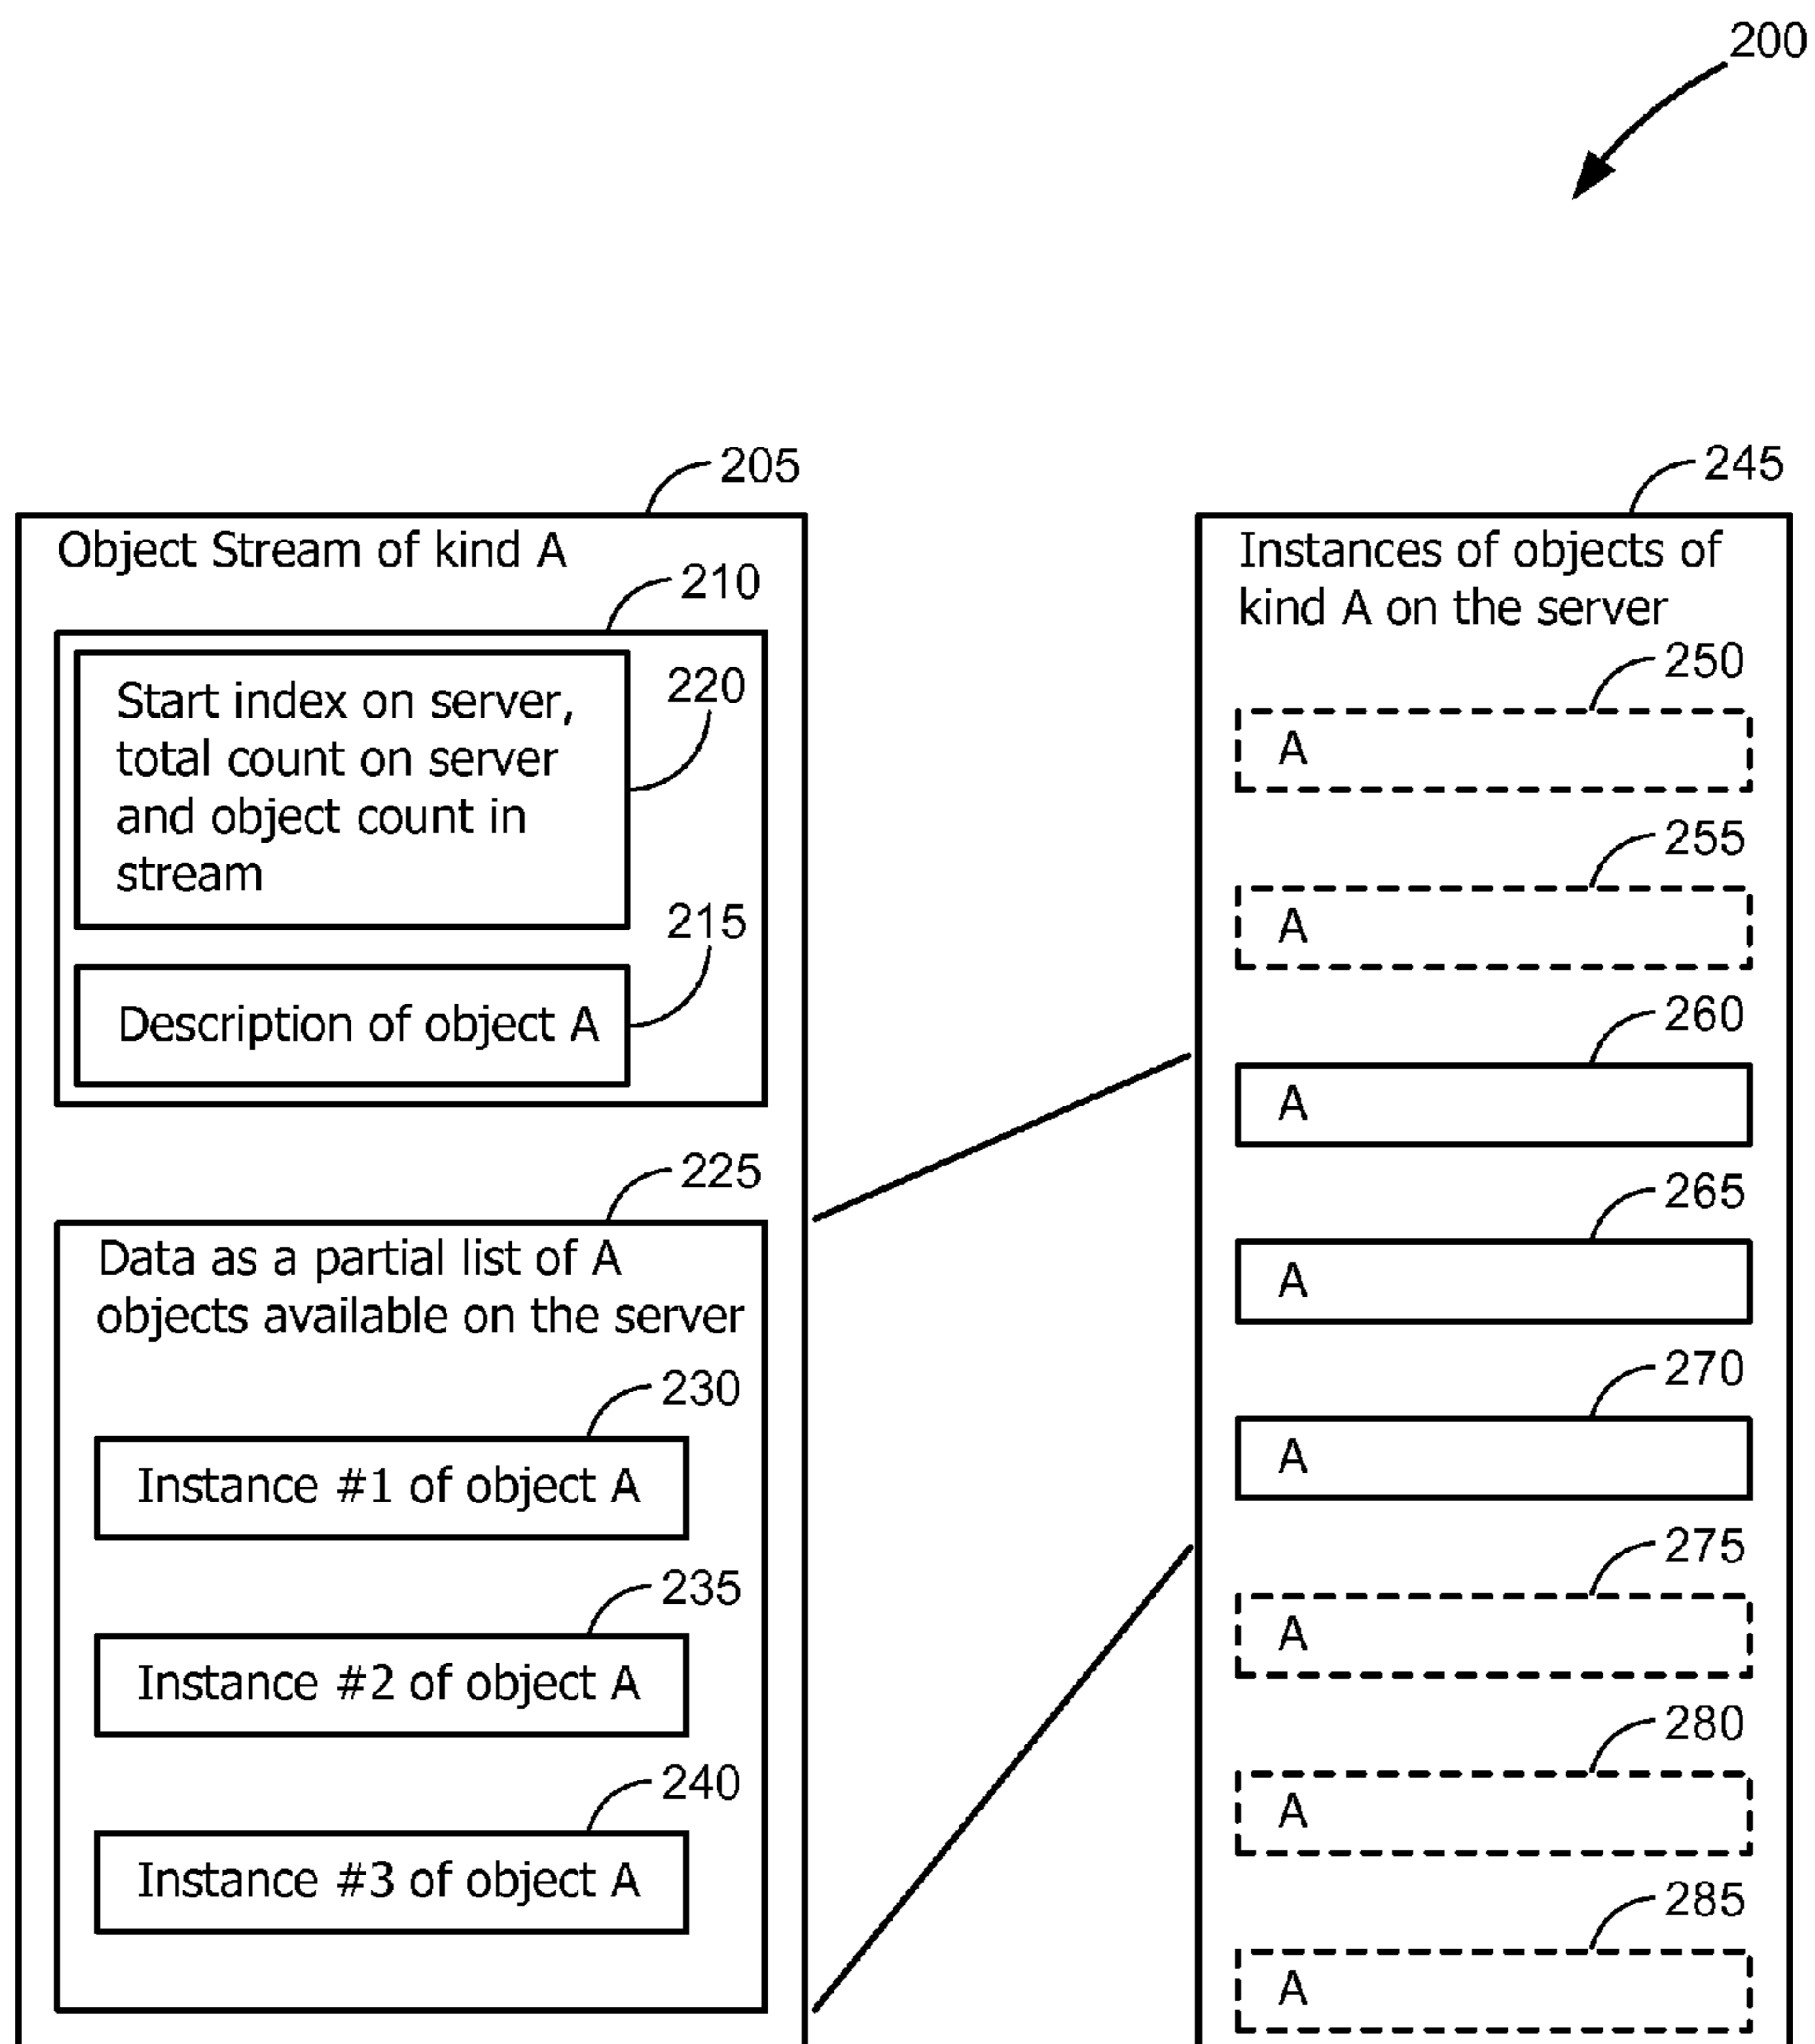 200
205
Object Stream of kind A
210
Start index on server,
total count on server
and object count in
stream
220
215
Description of object A
225
Data as a partial list of A
objects available on the server
230
Instance #1 of object A
235
Instance #2 of object A
240
Instance #3 of object A
245
Instances of objects of
kind A on the server
250
A
255
A
260
A
265
A
270
A
275
A
280
A
285
A